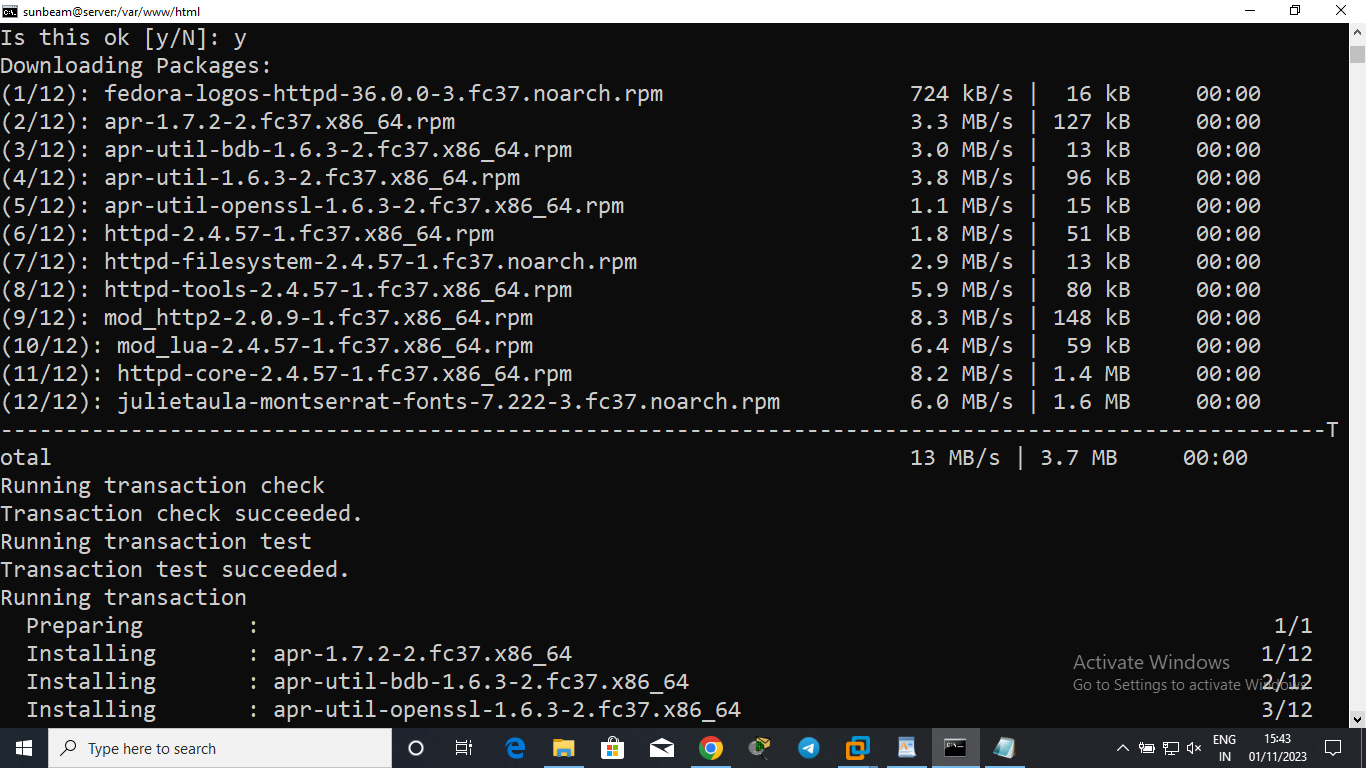 sunbeam@server:/var/www/html
Is this ok [y/N]: y
Downloading Packages:
(1/12): fedora-logos-httpd-36.0.0-3.fc37.noarch.rpm 724 kB/s | 16 kB 00:00
(2/12): apr-1.7.2-2.fc37.x86_64.rpm 3.3 MB/s | 127 kB 00:00
(3/12): apr-util-bdb-1.6.3-2.fc37.x86_64.rpm 3.0 MB/s | 13 kB 00:00
(4/12): apr-util-1.6.3-2.fc37.x86_64.rpm 3.8 MB/s | 96 kB 00:00
(5/12): apr-util-openssl-1.6.3-2.fc37.x86_64.rpm 1.1 MB/s | 15 kB 00:00
(6/12): httpd-2.4.57-1.fc37.x86_64.rpm 1.8 MB/s | 51 kB 00:00
(7/12): httpd-filesystem-2.4.57-1.fc37.noarch.rpm 2.9 MB/s | 13 kB 00:00
(8/12): httpd-tools-2.4.57-1.fc37.x86_64.rpm 5.9 MB/s | 80 kB 00:00
(9/12): mod_http2-2.0.9-1.fc37.x86_64.rpm 8.3 MB/s | 148 kB 00:00
(10/12): mod_lua-2.4.57-1.fc37.x86_64.rpm 6.4 MB/s | 59 kB 00:00
(11/12): httpd-core-2.4.57-1.fc37.x86_64.rpm 8.2 MB/s | 1.4 MB 00:00
(12/12): julietaula-montserrat-fonts-7.222-3.fc37.noarch.rpm 6.0 MB/s | 1.6 MB 00:00
------------------------------------------------------------------------------------------------------T
otal 13 MB/s | 3.7 MB 00:00
Running transaction check
Transaction check succeeded.
Running transaction test
Transaction test succeeded.
Running transaction
Preparing : 1/1
Installing : apr-1.7.2-2.fc37.x86_64 1/12
Installing : apr-util-bdb-1.6.3-2.fc37.x86_64 2/12
Installing : apr-util-openssl-1.6.3-2.fc37.x86_64 3/12
Activate Windows
Go to Settings to activate Windows.
Type here to search
ENG
IN
15:43
01/11/2023